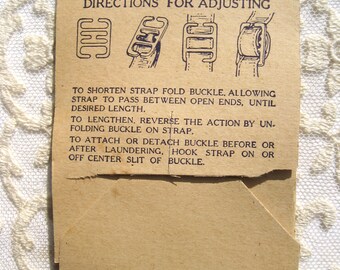 DIRECTIONS FOR ADJUSTING
TO SHORTEN STRAP FOLD BUCKLE, ALLOWING
STRAP TO PASS BETWEEN OPEN ENDS, UNTIL
DESIRED LENGTH.
TO LENGTHEN, REVERSE THE ACTION BY UN-
FOLDING BUCKLE ON STRAP.
TO ATTACH OR DETACH BUCKLE BEFORE OR
AFTER LAUNDERING, HOOK STRAP ON OR
OFF CENTER SLIT OF BUCKLE.